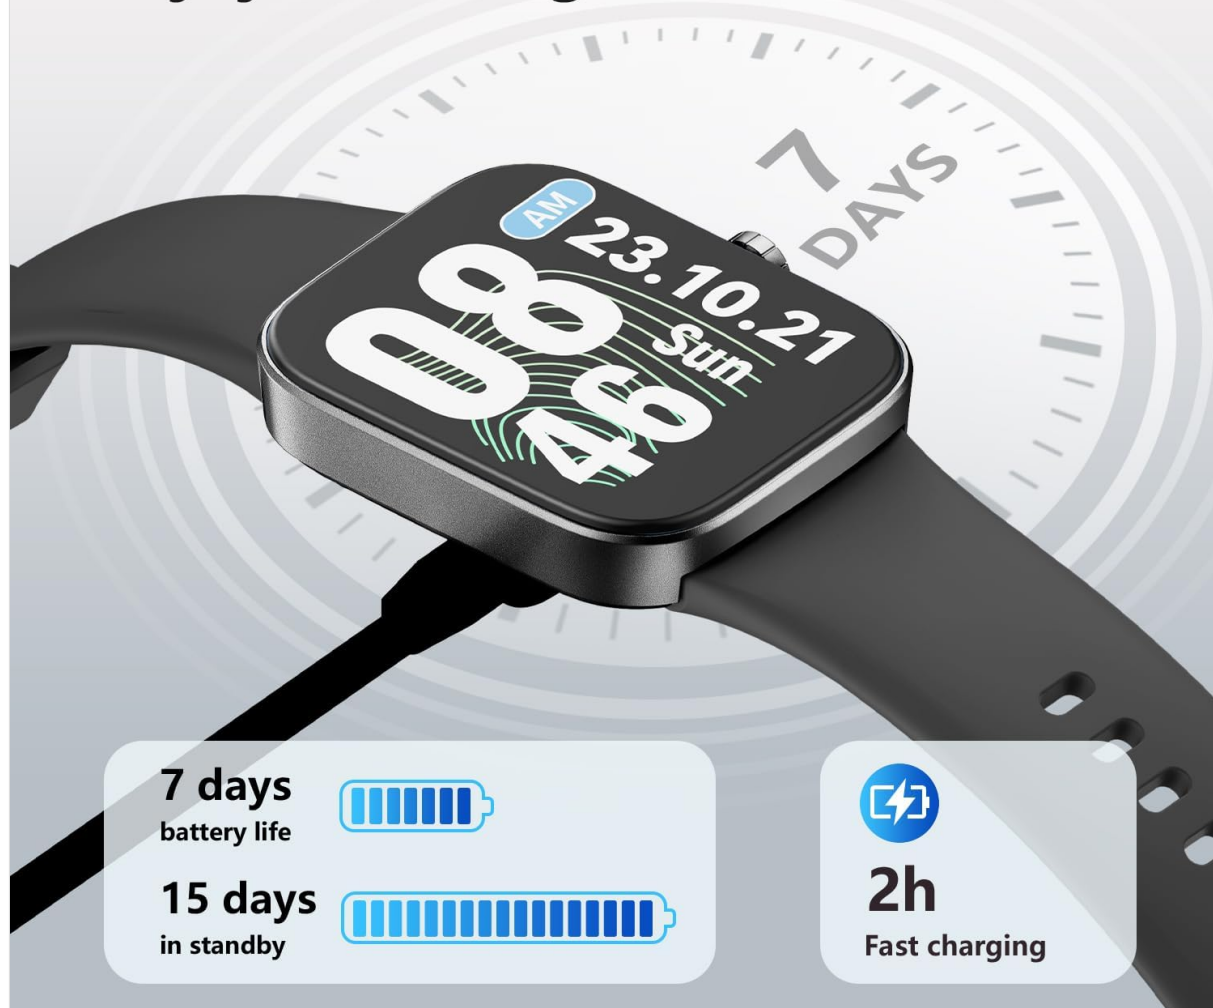 7
DAYS
AM
23.10.21
Sun
08
46
7 days
battery life
15 days
in standby
2h
Fast charging